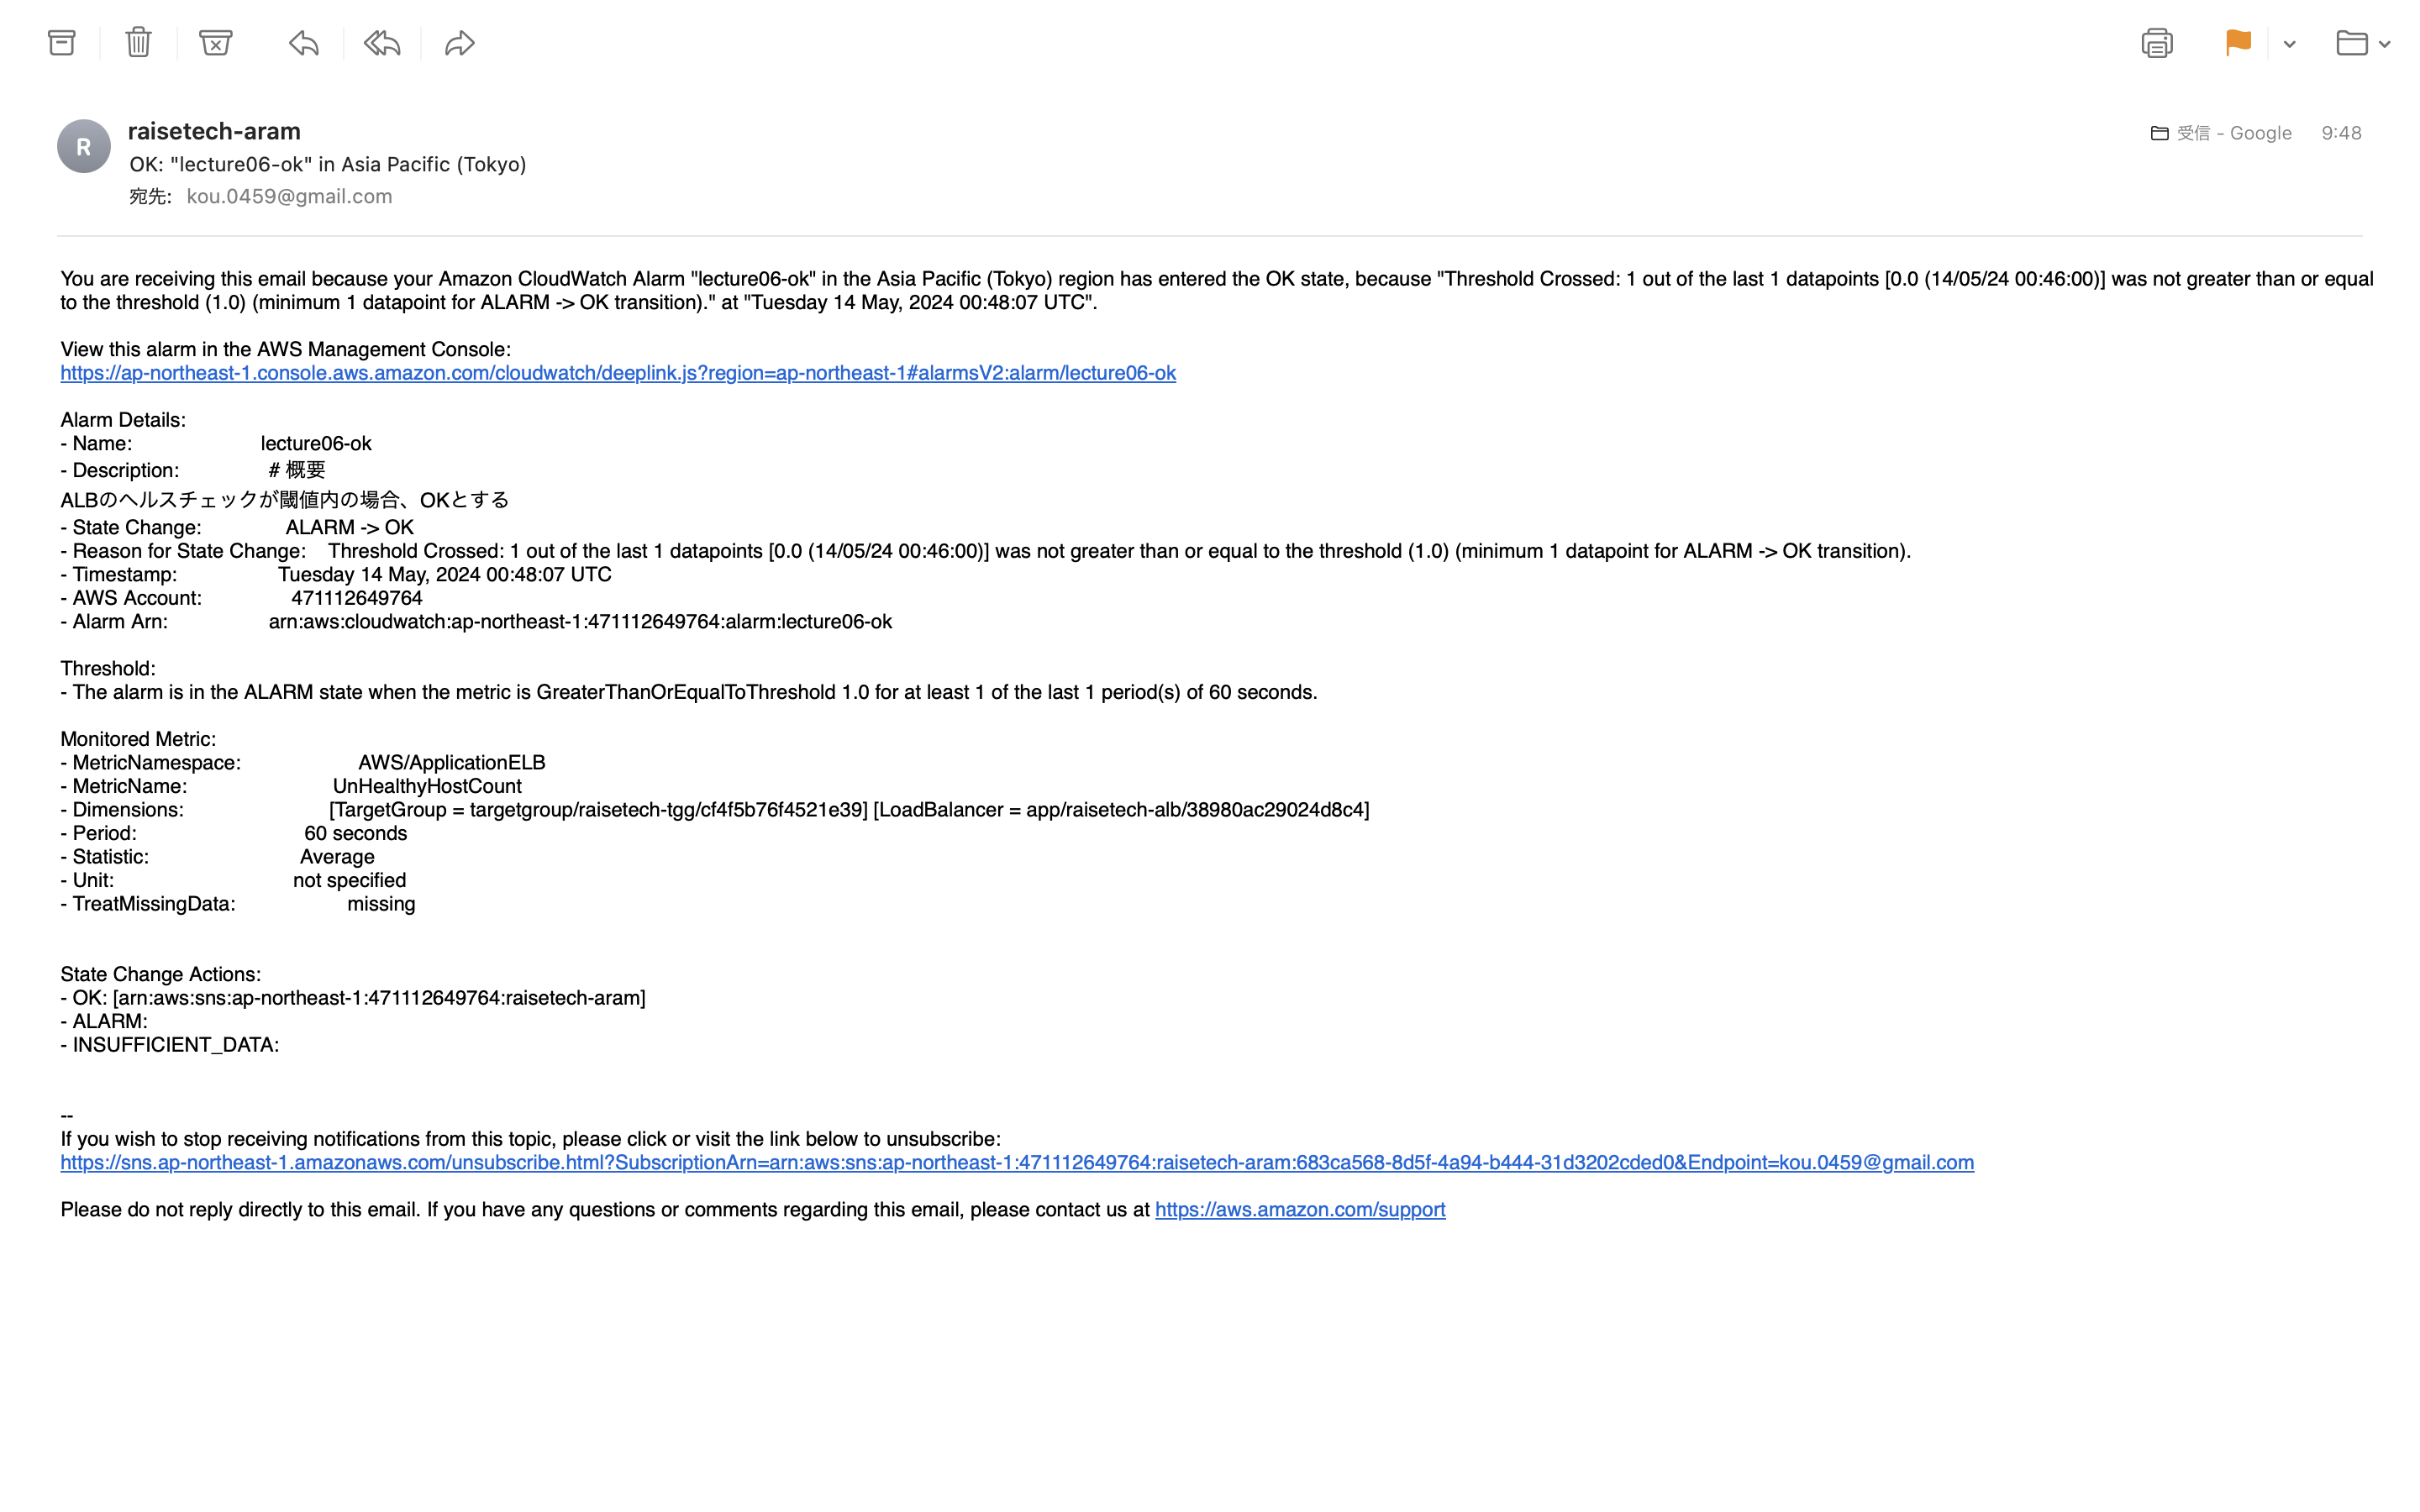 R
raisetech-aram
受信 - Google 9:48
OK: "lecture06-ok" in Asia Pacific (Tokyo)
宛先: kou.0459@gmail.com
You are receiving this email because your Amazon CloudWatch Alarm "lecture06-ok" in the Asia Pacific (Tokyo) region has entered the OK state, because "Threshold Crossed: 1 out of the last 1 datapoints [0.0 (14/05/24 00:46:00)] was not greater than or equal
to the threshold (1.0) (minimum 1 datapoint for ALARM -> OK transition)." at "Tuesday 14 May, 2024 00:48:07 UTC".
View this alarm in the AWS Management Console:
https://ap-northeast-1.console.aws.amazon.com/cloudwatch/deeplink.js?region=ap-northeast-1#alarmsV2:alarm/lecture06-ok
Alarm Details:
- Name: lecture06-ok
- Description: # 概要
ALBのヘルスチェックが閾値内の場合、OKとする
- State Change: ALARM -> OK
- Reason for State Change: Threshold Crossed: 1 out of the last 1 datapoints [0.0 (14/05/24 00:46:00)] was not greater than or equal to the threshold (1.0) (minimum 1 datapoint for ALARM -> OK transition).
- Timestamp: Tuesday 14 May, 2024 00:48:07 UTC
- AWS Account: 471112649764
- Alarm Arn: arn:aws:cloudwatch:ap-northeast-1:471112649764:alarm:lecture06-ok
Threshold:
- The alarm is in the ALARM state when the metric is GreaterThanOrEqualToThreshold 1.0 for at least 1 of the last 1 period(s) of 60 seconds.
Monitored Metric:
- MetricNamespace: AWS/ApplicationELB
- MetricName: UnHealthyHostCount
- Dimensions: [TargetGroup = targetgroup/raisetech-tgg/cf4f5b76f4521e39] [LoadBalancer = app/raisetech-alb/38980ac29024d8c4]
- Period: 60 seconds
- Statistic: Average
- Unit: not specified
- TreatMissingData: missing
State Change Actions:
- OK: [arn:aws:sns:ap-northeast-1:471112649764:raisetech-aram]
- ALARM:
- INSUFFICIENT_DATA:
--
If you wish to stop receiving notifications from this topic, please click or visit the link below to unsubscribe:
https://sns.ap-northeast-1.amazonaws.com/unsubscribe.html?SubscriptionArn=arn:aws:sns:ap-northeast-1:471112649764:raisetech-aram:683ca568-8d5f-4a94-b444-31d3202cded0&Endpoint=kou.0459@gmail.com
Please do not reply directly to this email. If you have any questions or comments regarding this email, please contact us at https://aws.amazon.com/support